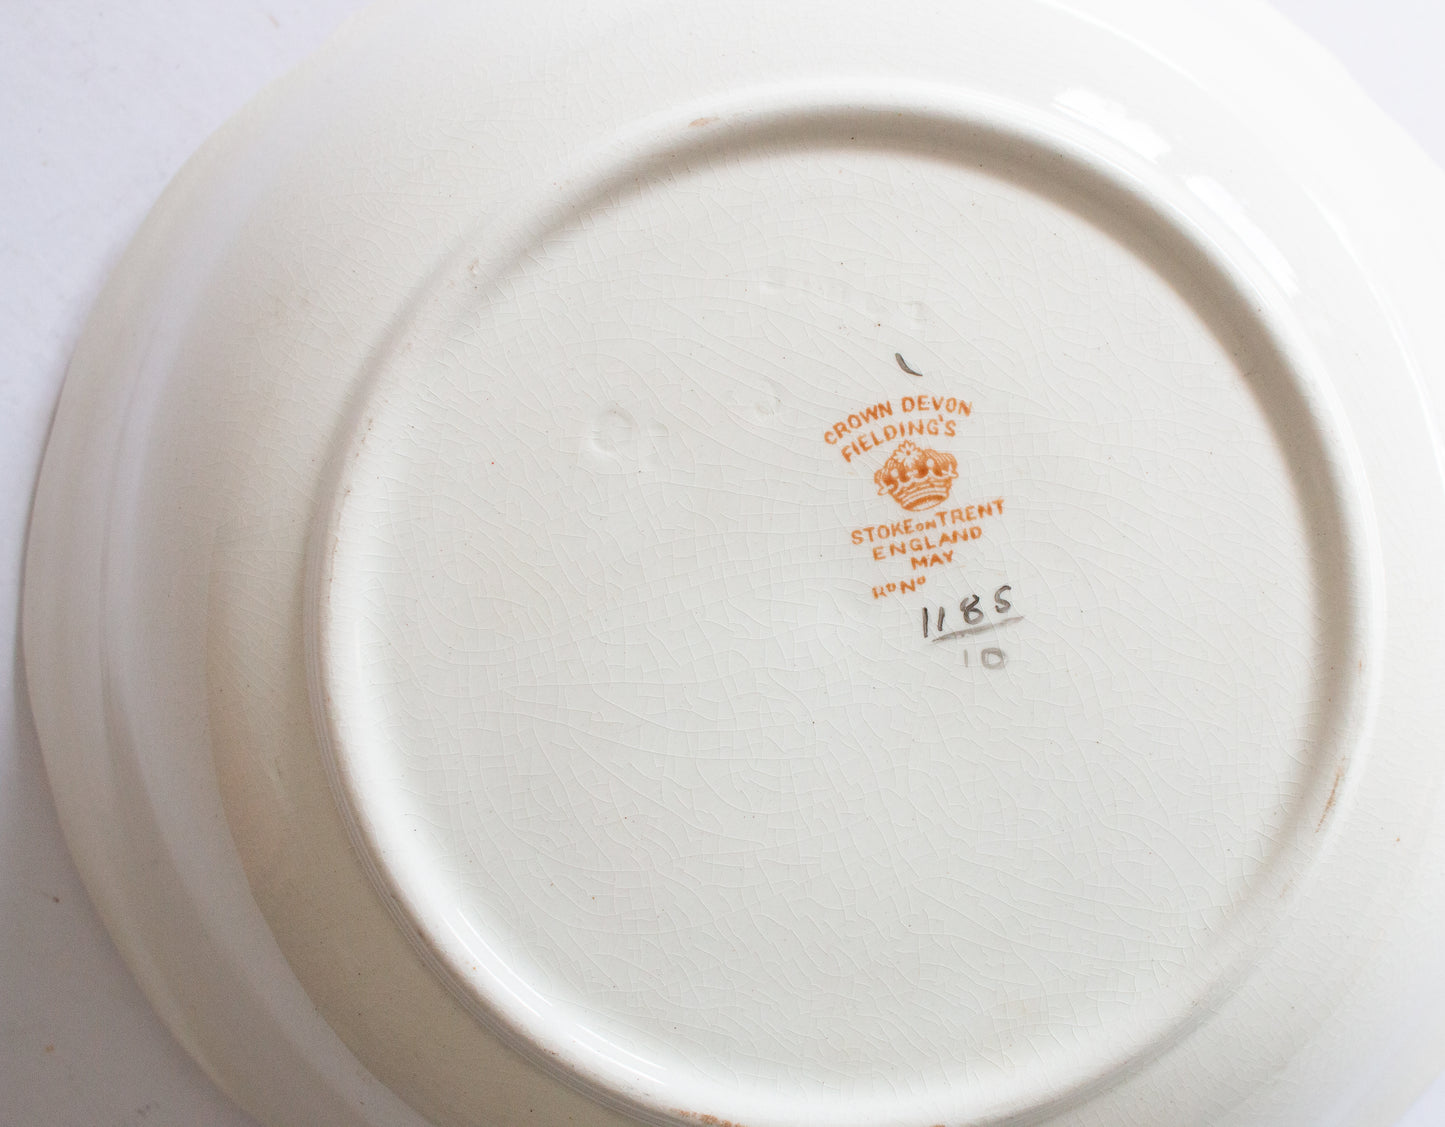 CROWN DEVON
FIELDING'S
STOKE ON TRENT
ENGLAND
MAY
RD NO
1185
10